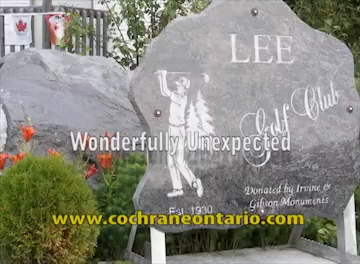 LEE
Golf Club
Wonderfully Unexpected
Donated by Irvine &
Gibson Monuments
Est. 1930
www.cochraneontario.com